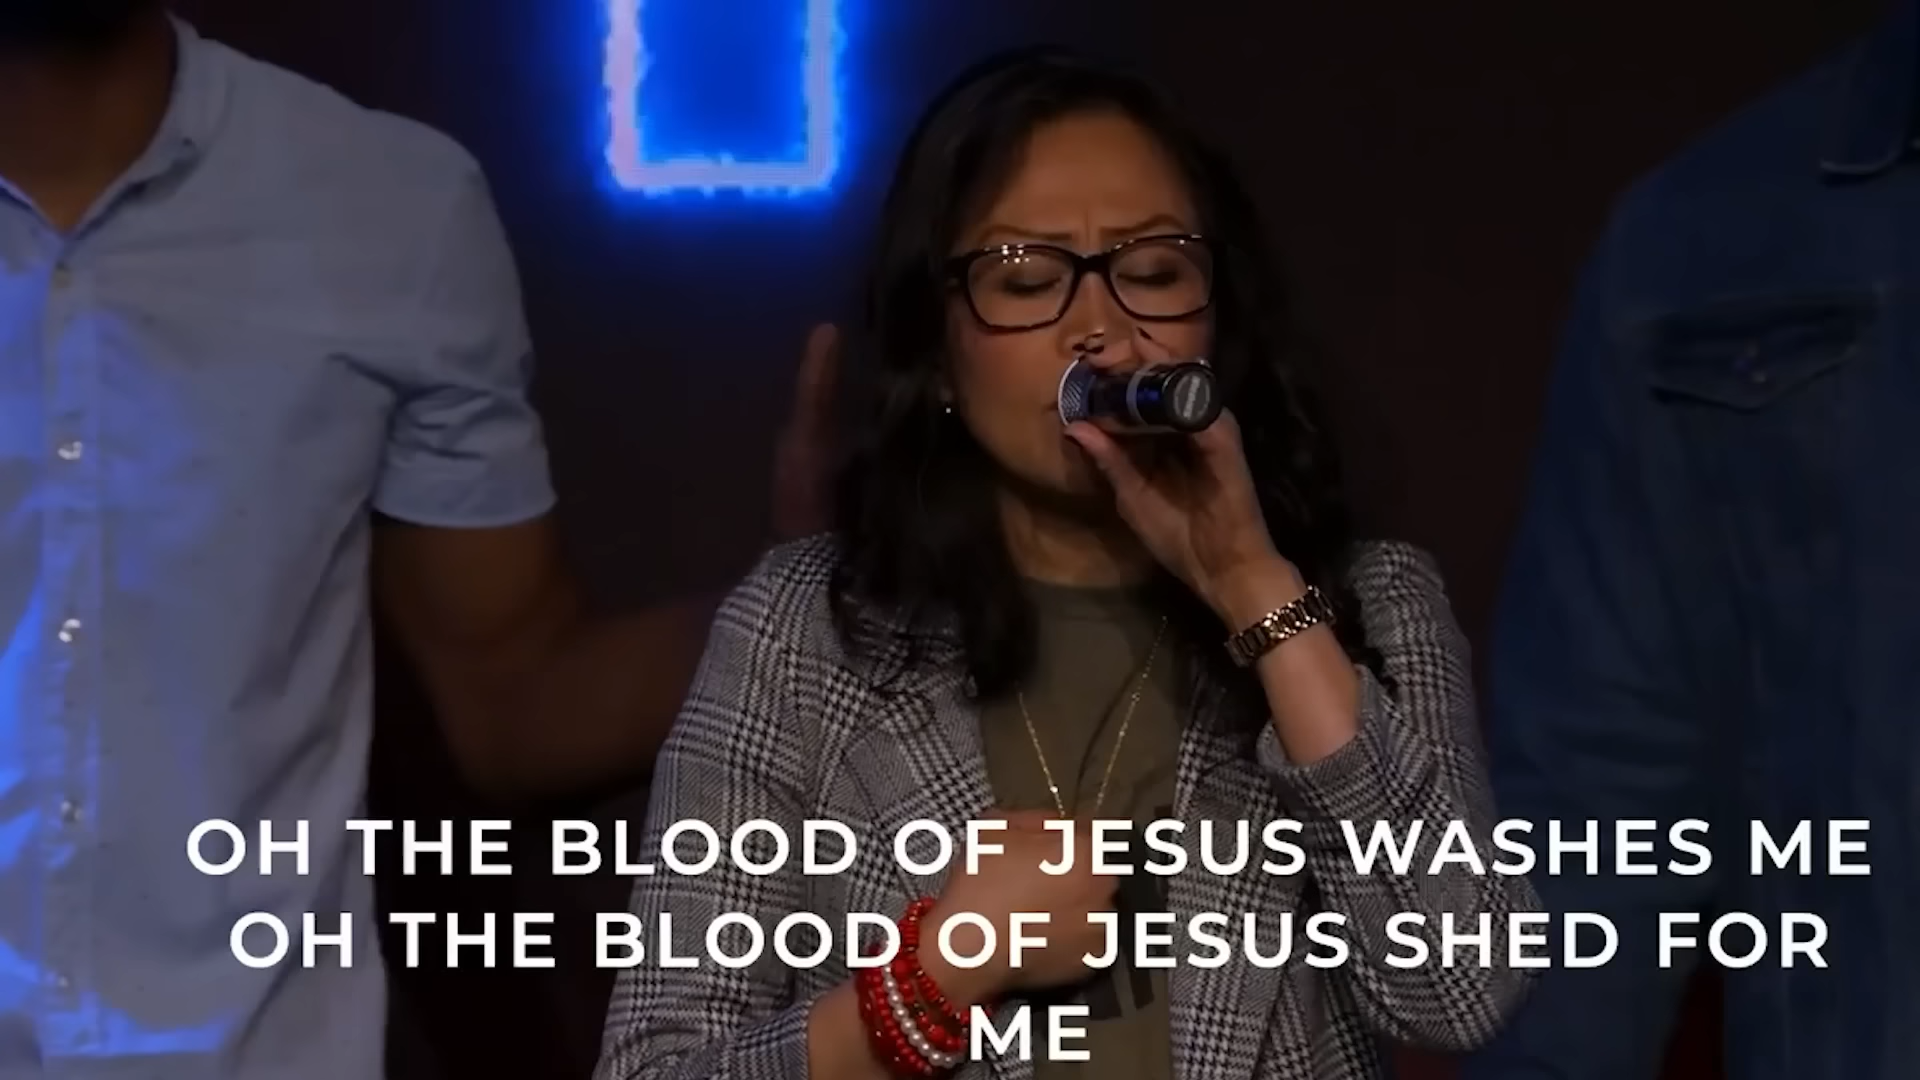 OH THE BLOOD OF JESUS WASHES ME
OH THE BLOOD OF JESUS SHED FOR
ME